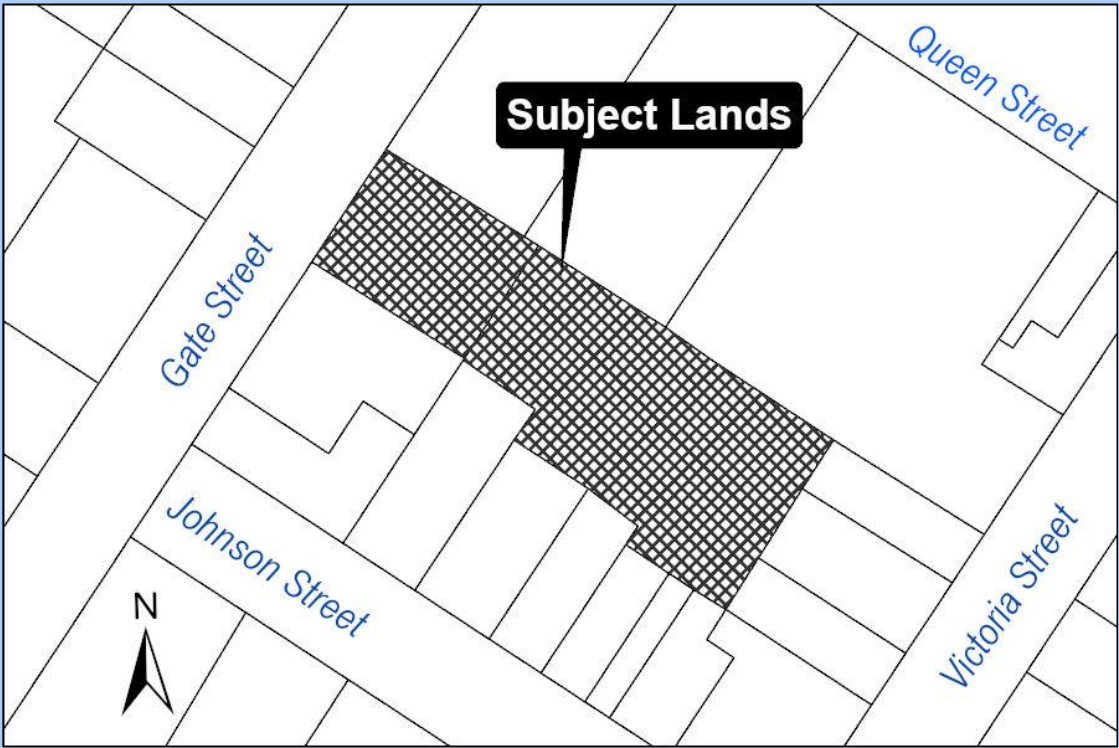 Queen Street
Subject Lands
Gate Street
Johnson Street
Victoria Street
N